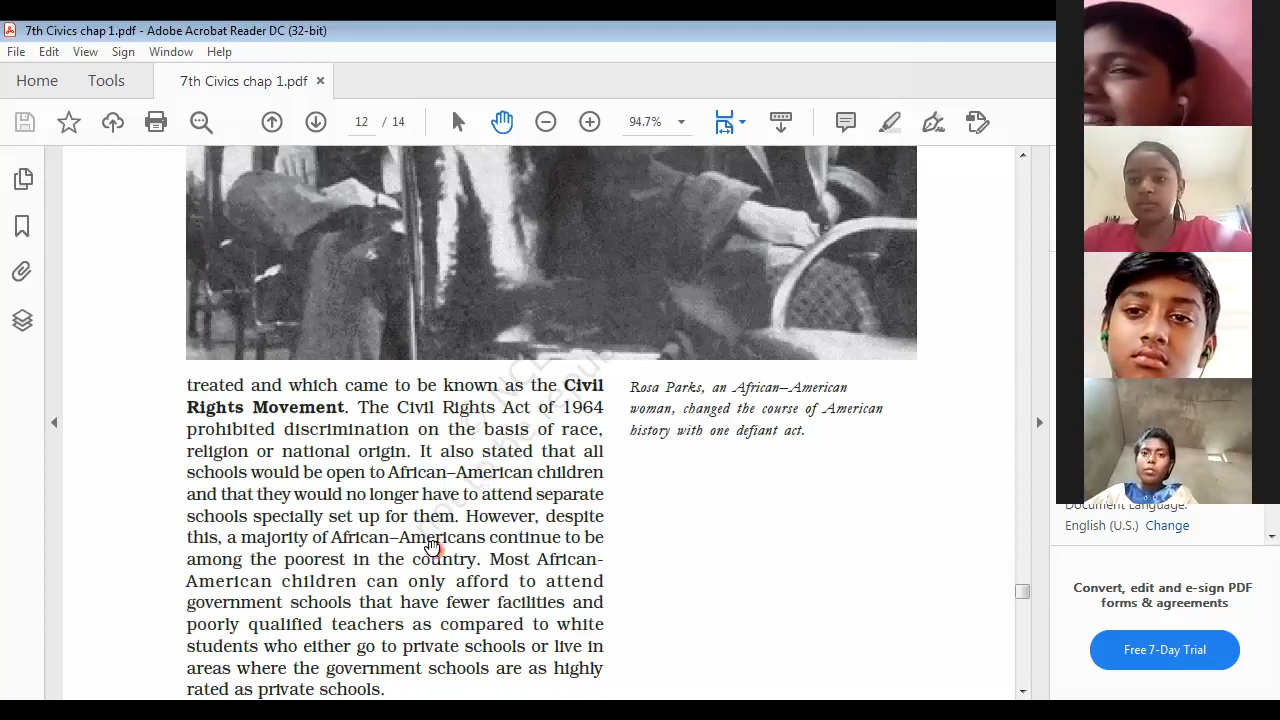 7th Civics chap 1.pdf - Adobe Acrobat Reader DC (32-bit)
File Edit View Sign Window Help
Home Tools 7th Civics chap 1.pdf ×
12 / 14 94.7%
treated and which came to be known as the Civil
Rights Movement. The Civil Rights Act of 1964
prohibited discrimination on the basis of race,
religion or national origin. It also stated that all
schools would be open to African–American children
and that they would no longer have to attend separate
schools specially set up for them. However, despite
this, a majority of African–Americans continue to be
among the poorest in the country. Most African-
American children can only afford to attend
government schools that have fewer facilities and
poorly qualified teachers as compared to white
students who either go to private schools or live in
areas where the government schools are as highly
rated as private schools.
Rosa Parks, an African–American
woman, changed the course of American
history with one defiant act.
Document Language:
English (U.S.) Change
Convert, edit and e-sign PDF
forms & agreements
Free 7-Day Trial